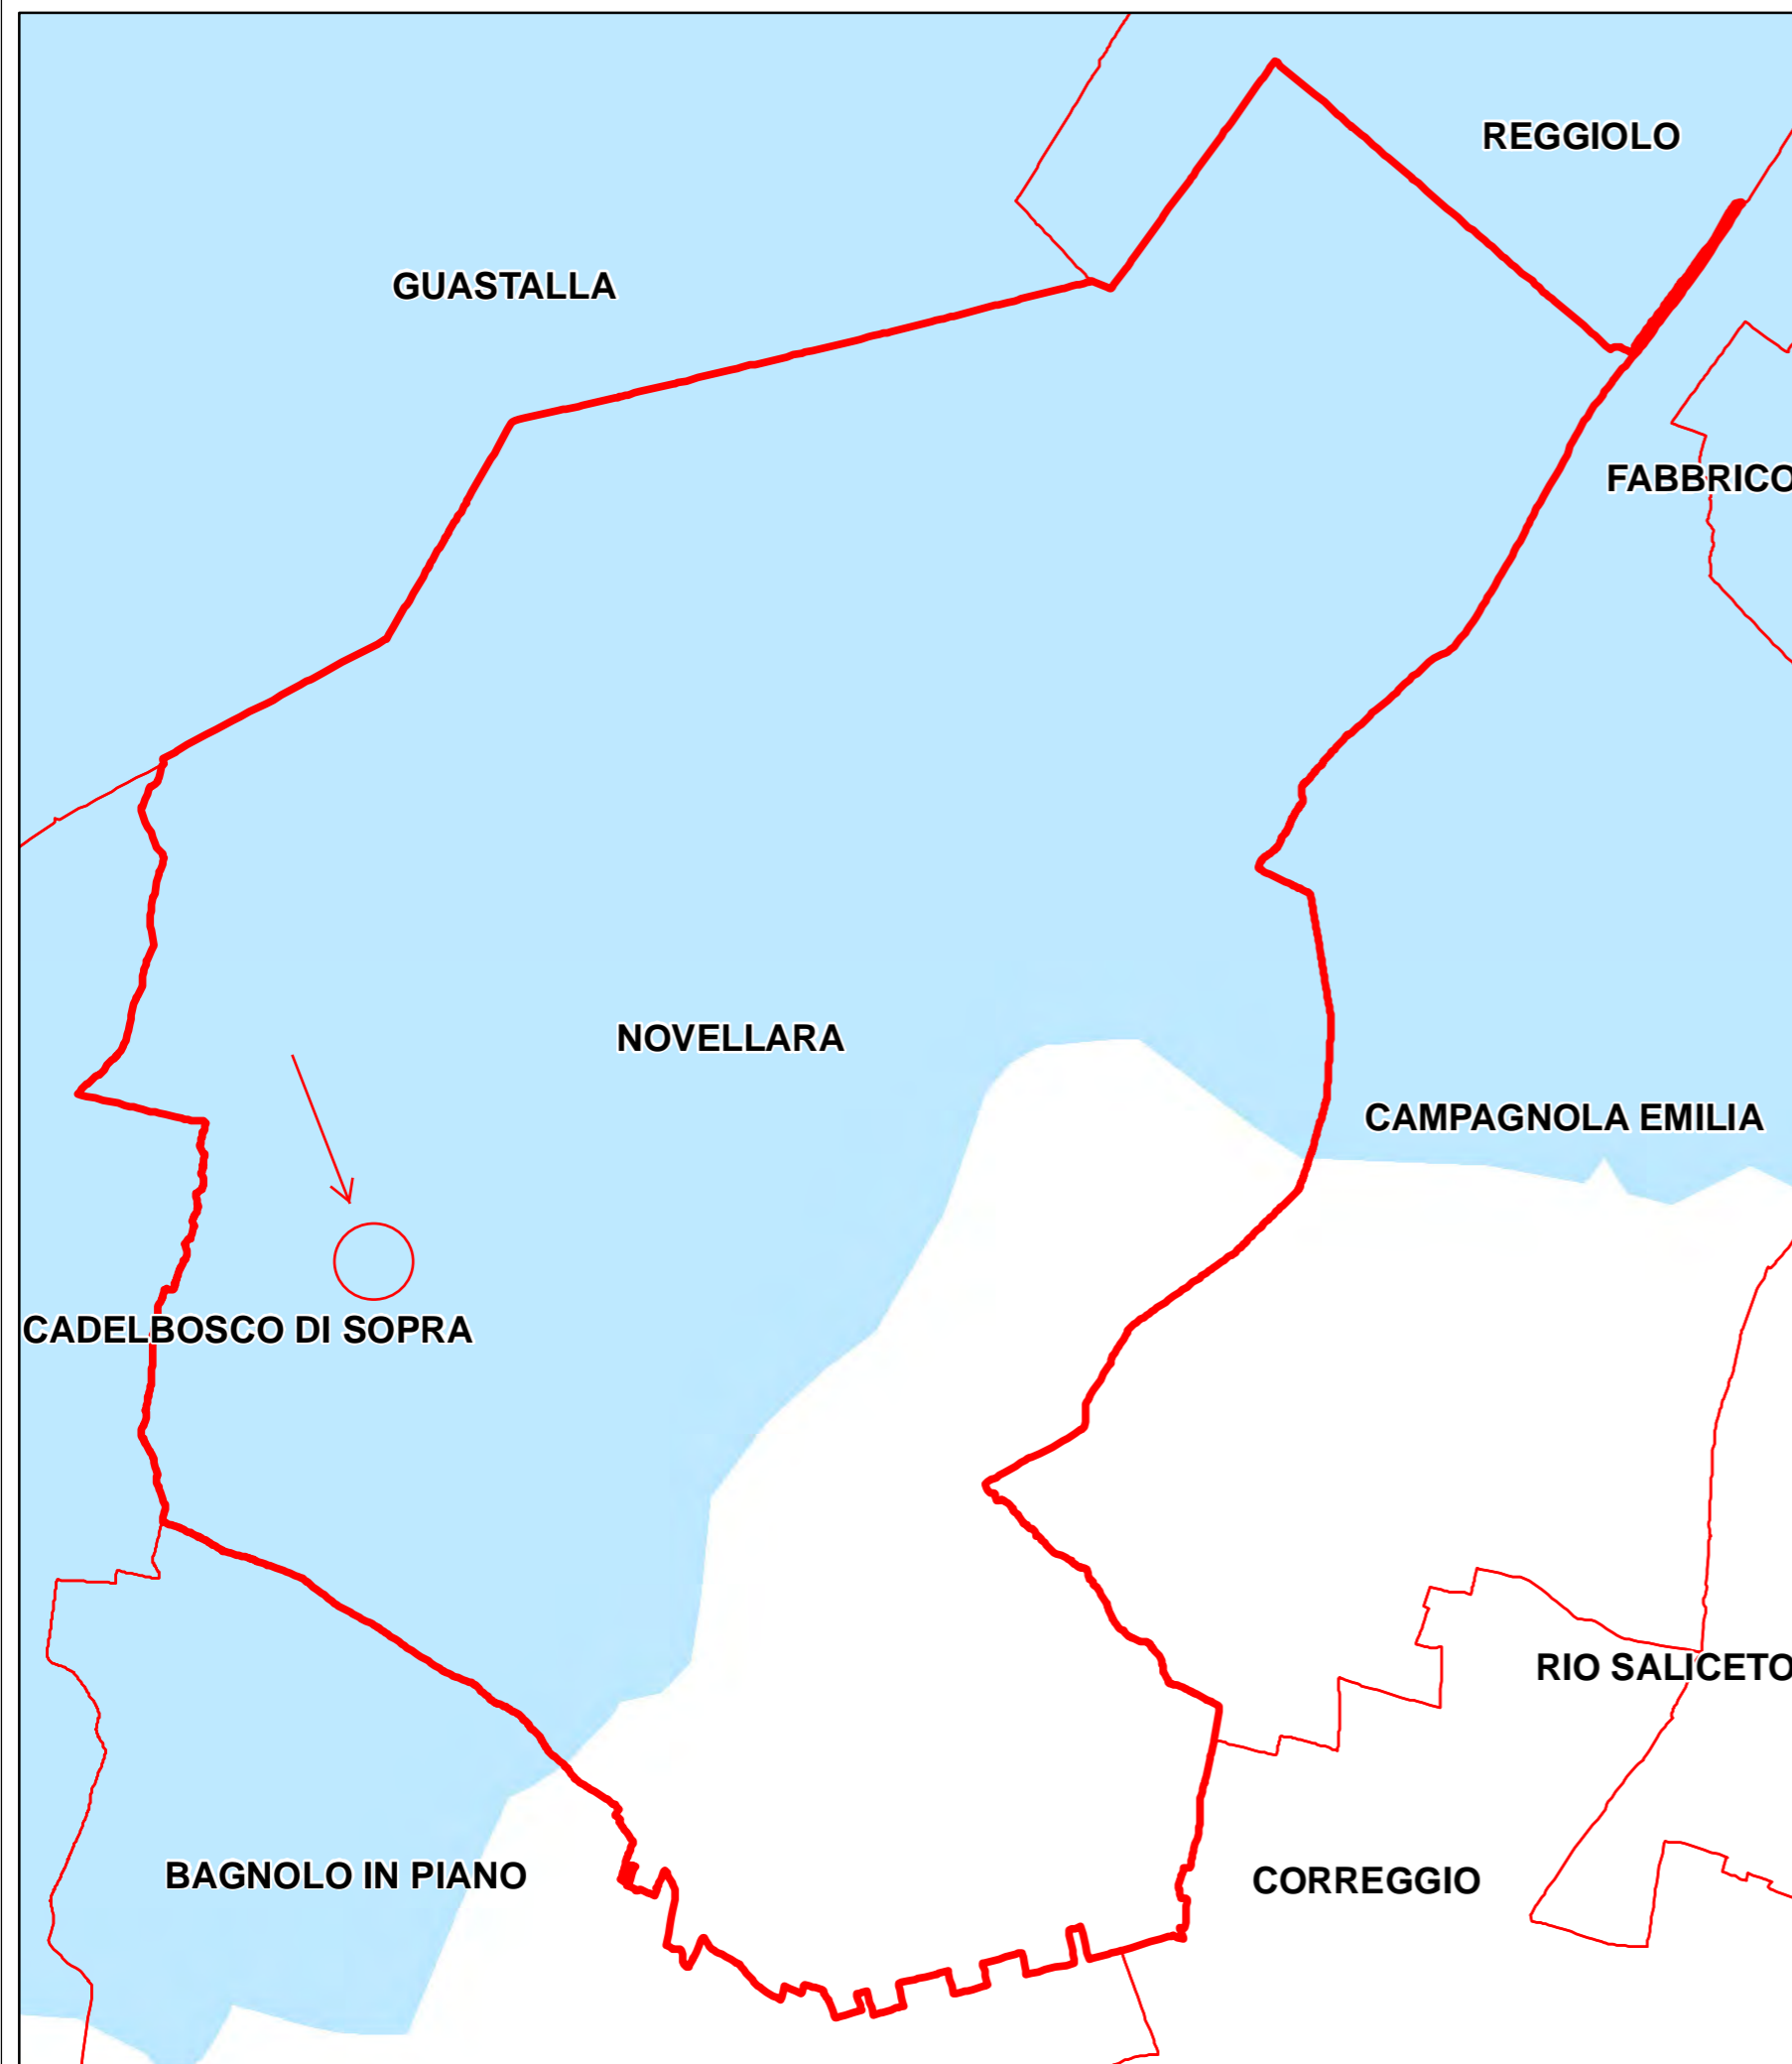 REGGIOLO
GUASTALLA
FABBRICO
NOVELLARA
CAMPAGNOLA EMILIA
CADELBOSCO DI SOPRA
RIO SALICETO
BAGNOLO IN PIANO
CORREGGIO